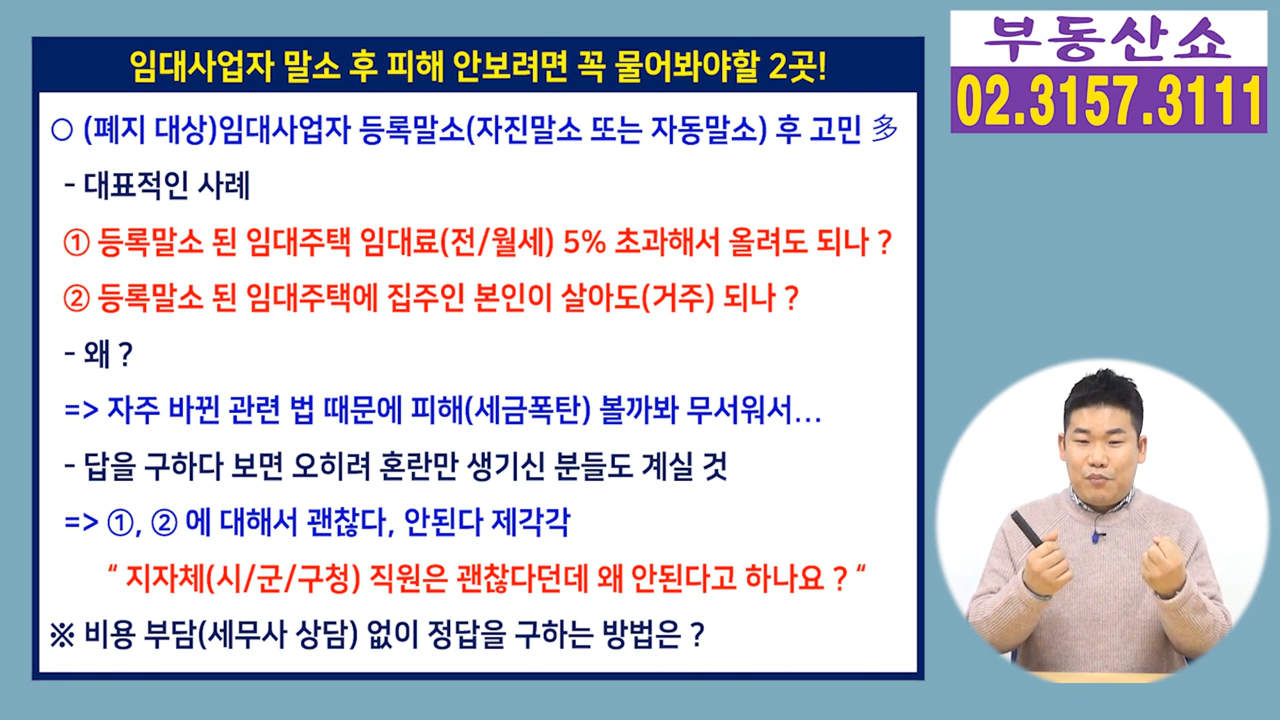 임대사업자 말소 후 피해 안보려면 꼭 물어봐야할 2곳!
부동산쇼
02.3157.3111
○ (폐지 대상)임대사업자 등록말소(자진말소 또는 자동말소) 후 고민 多
- 대표적인 사례
① 등록말소 된 임대주택 임대료(전/월세) 5% 초과해서 올려도 되나 ?
② 등록말소 된 임대주택에 집주인 본인이 살아도(거주) 되나 ?
- 왜 ?
=> 자주 바뀐 관련 법 때문에 피해(세금폭탄) 볼까봐 무서워서...
- 답을 구하다 보면 오히려 혼란만 생기신 분들도 계실 것
=> ①, ② 에 대해서 괜찮다, 안된다 제각각
“ 지자체(시/군/구청) 직원은 괜찮다던데 왜 안된다고 하나요 ? “
※ 비용 부담(세무사 상담) 없이 정답을 구하는 방법은 ?